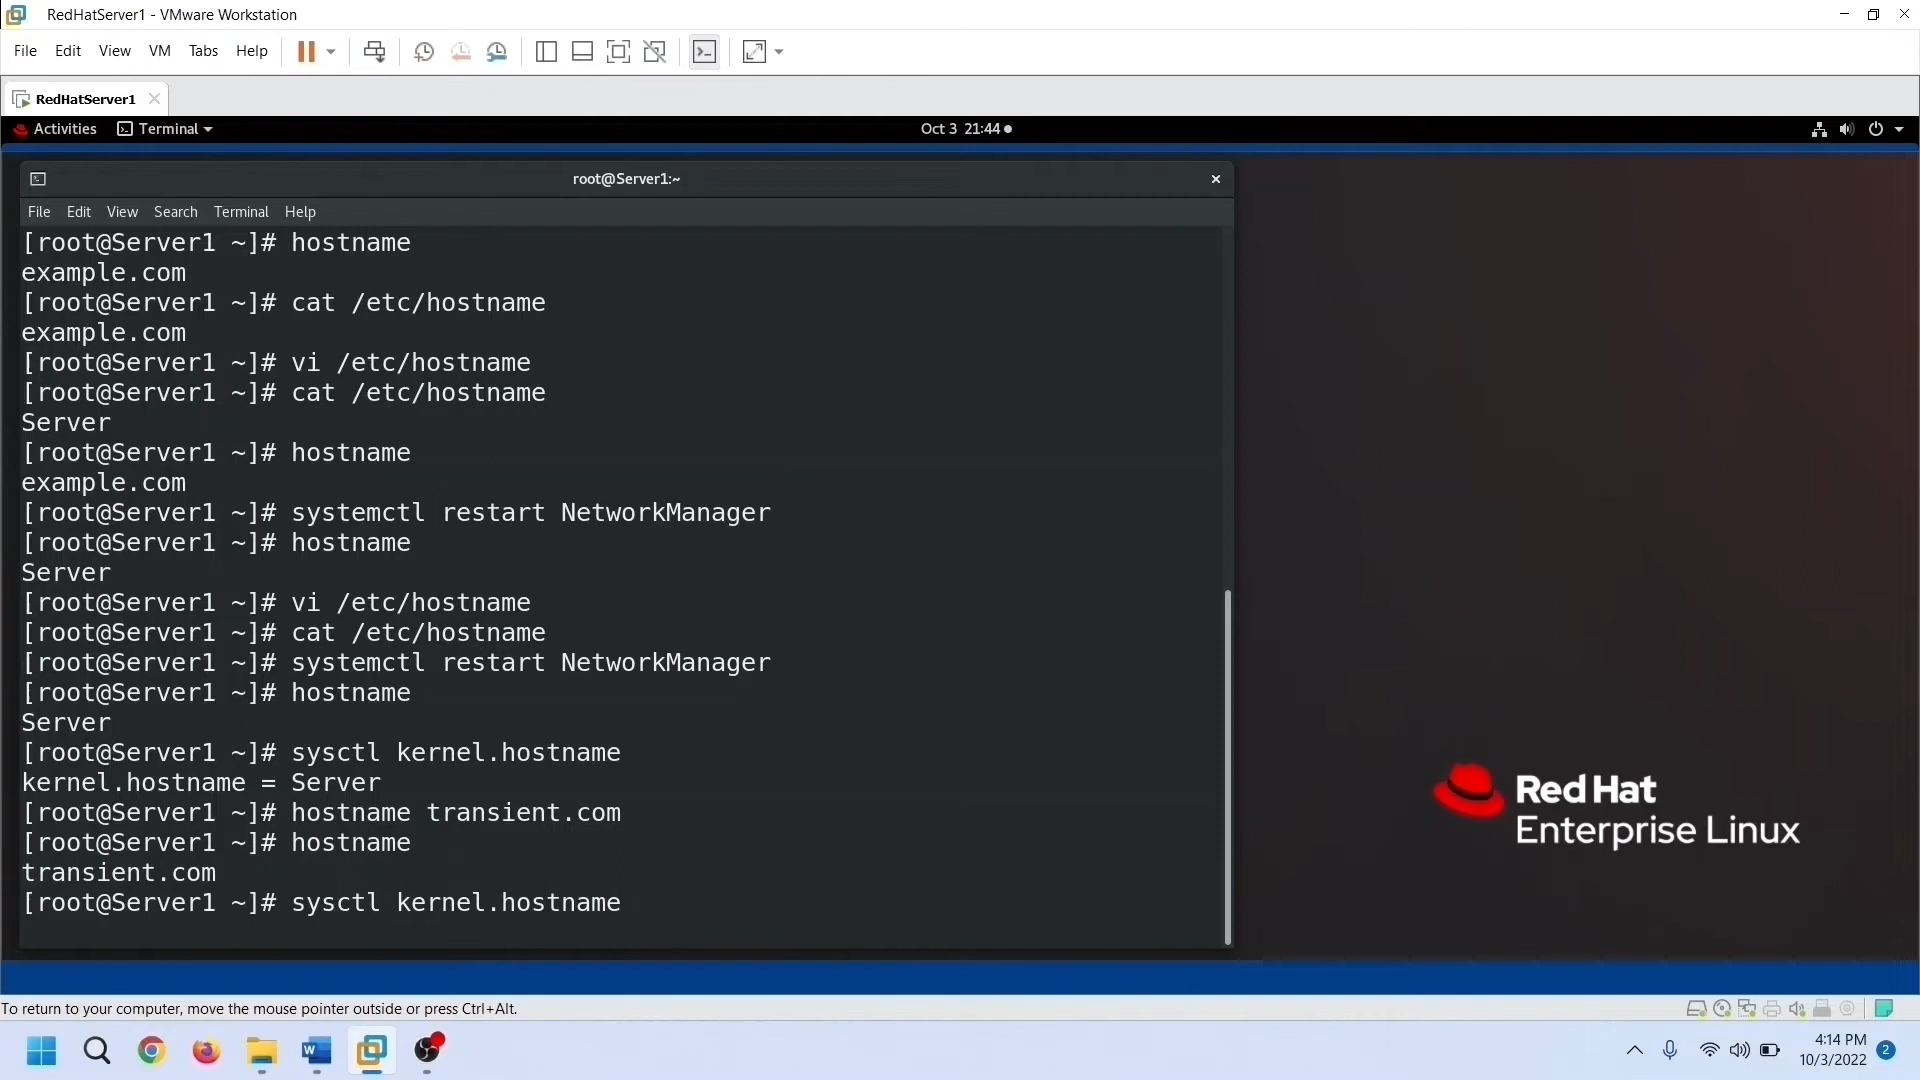 RedHatServer1 - VMware Workstation
File Edit View VM Tabs Help
RedHatServer1
Activities Terminal Oct 3 21:44
root@Server1:~
File Edit View Search Terminal Help
[root@Server1 ~]# hostname
example.com
[root@Server1 ~]# cat /etc/hostname
example.com
[root@Server1 ~]# vi /etc/hostname
[root@Server1 ~]# cat /etc/hostname
Server
[root@Server1 ~]# hostname
example.com
[root@Server1 ~]# systemctl restart NetworkManager
[root@Server1 ~]# hostname
Server
[root@Server1 ~]# vi /etc/hostname
[root@Server1 ~]# cat /etc/hostname
[root@Server1 ~]# systemctl restart NetworkManager
[root@Server1 ~]# hostname
Server
[root@Server1 ~]# sysctl kernel.hostname
kernel.hostname = Server
[root@Server1 ~]# hostname transient.com
[root@Server1 ~]# hostname
transient.com
[root@Server1 ~]# sysctl kernel.hostname
Red Hat
Enterprise Linux
To return to your computer, move the mouse pointer outside or press Ctrl+Alt.
W
4:14 PM
10/3/2022
2